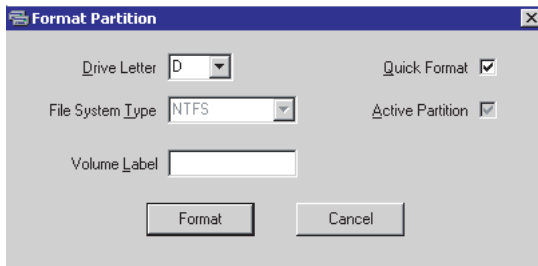 Format Partition
Drive Letter D Quick Format
File System Type NTFS Active Partition
Volume Label
Format Cancel